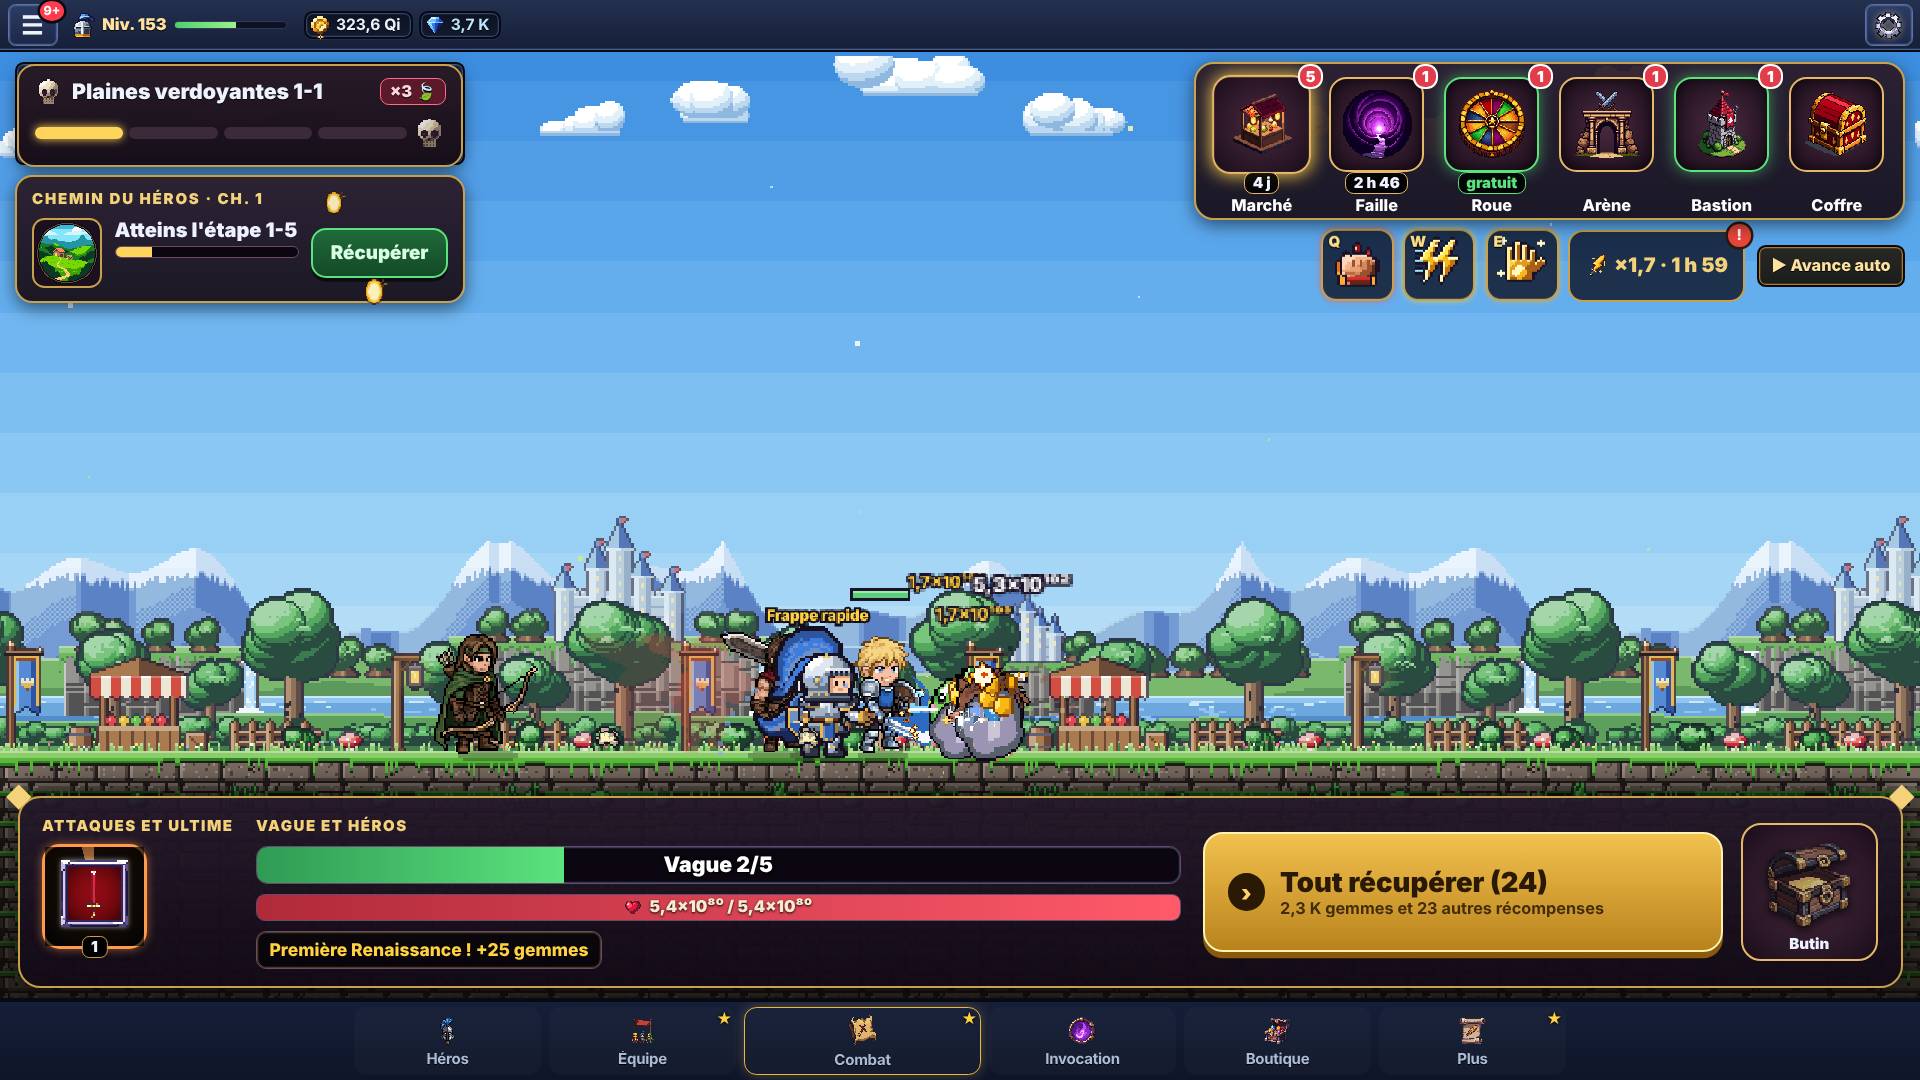 9+
Niv. 153
323,6 Qi
3,7 K
Plaines verdoyantes 1-1
×3
CHEMIN DU HÉROS · CH. 1
Atteins l'étape 1-5
Récupérer
5
1
1
1
1
4 j
2 h 46
gratuit
Marché
Faille
Roue
Arène
Bastion
Coffre
Q
W
E
×1,7 · 1 h 59
!
Avance auto
Frappe rapide
ATTAQUES ET ULTIME
1
VAGUE ET HÉROS
Vague 2/5
5,4×10⁸⁰ / 5,4×10⁸⁰
Première Renaissance ! +25 gemmes
Tout récupérer (24)
2,3 K gemmes et 23 autres récompenses
Butin
Héros
Équipe
Combat
Invocation
Boutique
Plus